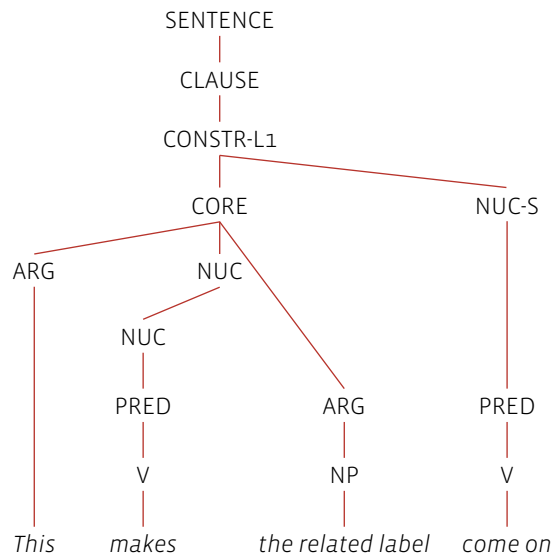 SENTENCE
CLAUSE
CONSTR-L1
CORE NUC-S
ARG NUC
NUC
PRED ARG PRED
V NP V
This makes the related label come on